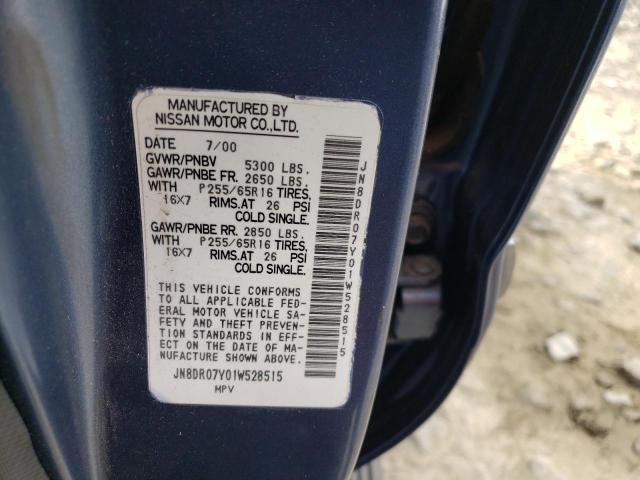 MANUFACTURED BY
NISSAN MOTOR CO.,LTD.
DATE 7/00
GVWR/PNBV 5300 LBS.
GAWR/PNBE FR. 2650 LBS.
WITH P255/65R16 TIRES,
16X7 RIMS.AT 26 PSI
COLD SINGLE.
GAWR/PNBE RR. 2850 LBS.
WITH P255/65R16 TIRES,
16X7 RIMS.AT 26 PSI
COLD SINGLE.
THIS VEHICLE CONFORMS
TO ALL APPLICABLE FED-
ERAL MOTOR VEHICLE SA-
FETY AND THEFT PREVEN-
TION STANDARDS IN EFF-
ECT ON THE DATE OF MA-
NUFACTURE SHOWN ABOVE.
JN8DR07Y01W528515
MPV
JN8DR07Y01W528515